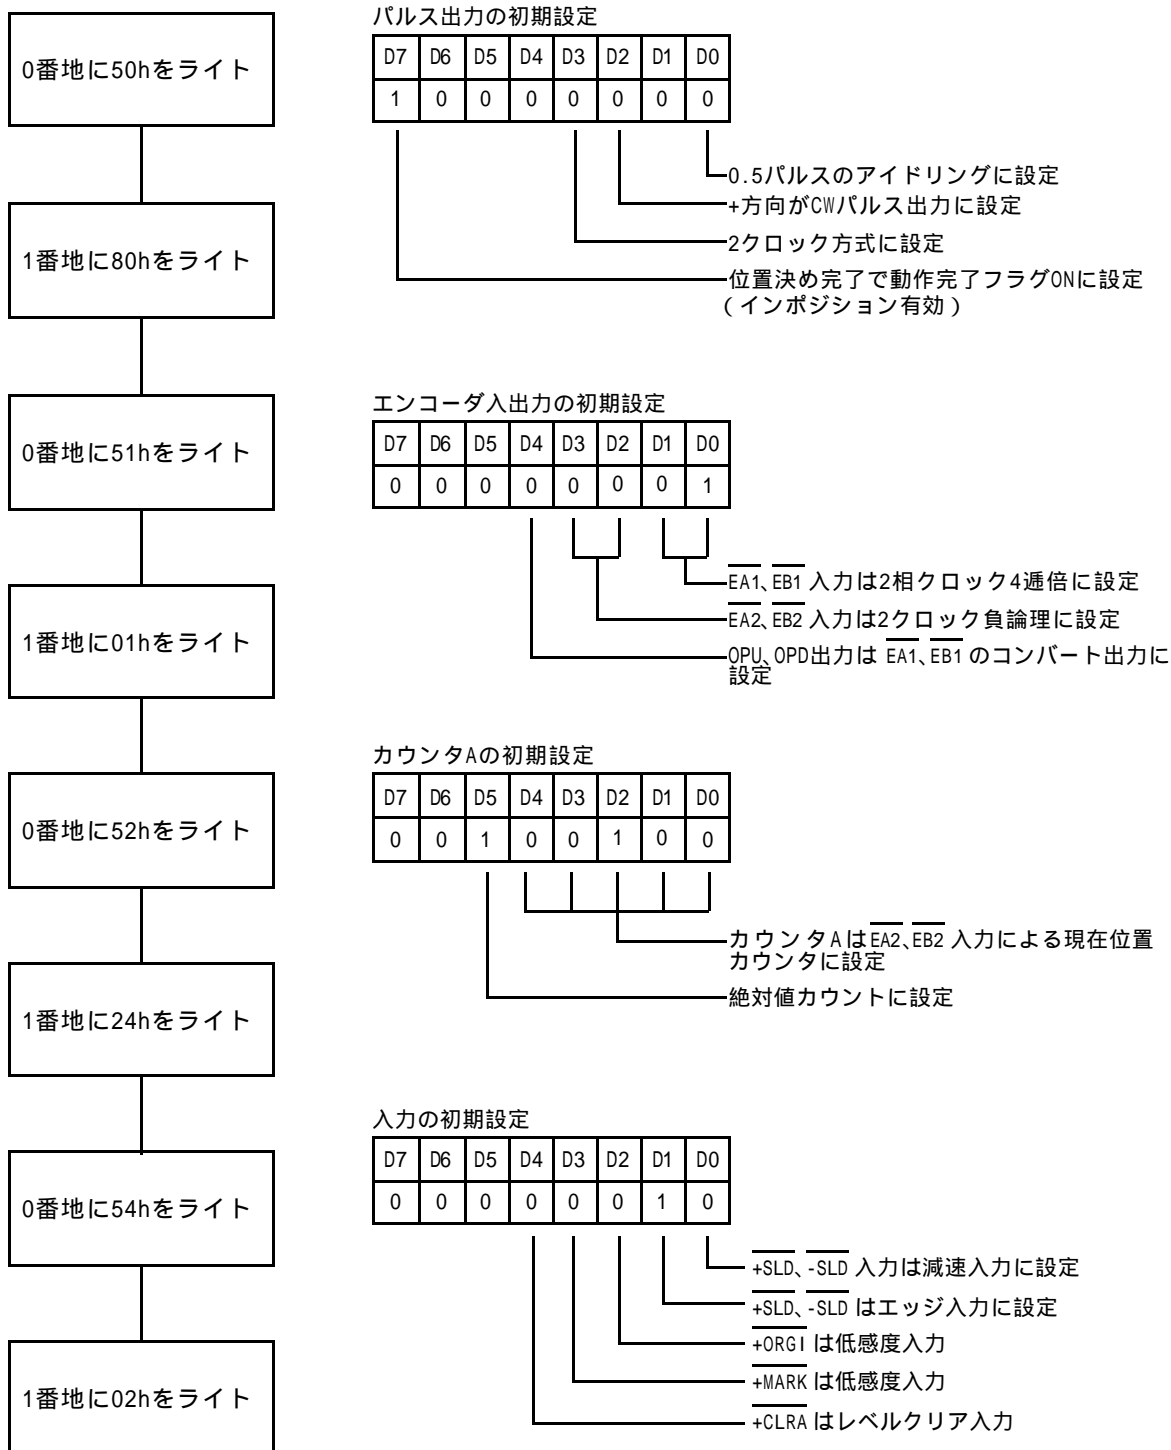 0番地に50hをライト
1番地に80hをライト
0番地に51hをライト
1番地に01hをライト
0番地に52hをライト
1番地に24hをライト
0番地に54hをライト
1番地に02hをライト
パルス出力の初期設定
D7 D6 D5 D4 D3 D2 D1 D0
1 0 0 0 0 0 0 0
0.5パルスのアイドリングに設定
+方向がCWパルス出力に設定
2クロック方式に設定
位置決め完了で動作完了フラグONに設定
(インポジション有効)
エンコーダ入出力の初期設定
D7 D6 D5 D4 D3 D2 D1 D0
0 0 0 0 0 0 0 1
EA1、EB1 入力は2相クロック4逓倍に設定
EA2、EB2 入力は2クロック負論理に設定
OPU、OPD出力は EA1、EB1 のコンバート出力に
設定
カウンタAの初期設定
D7 D6 D5 D4 D3 D2 D1 D0
0 0 1 0 0 1 0 0
カウンタAはEA2、EB2 入力による現在位置
カウンタに設定
絶対値カウントに設定
入力の初期設定
D7 D6 D5 D4 D3 D2 D1 D0
0 0 0 0 0 0 1 0
+SLD、-SLD 入力は減速入力に設定
+SLD、-SLD はエッジ入力に設定
+ORGI は低感度入力
+MARK は低感度入力
+CLRA はレベルクリア入力